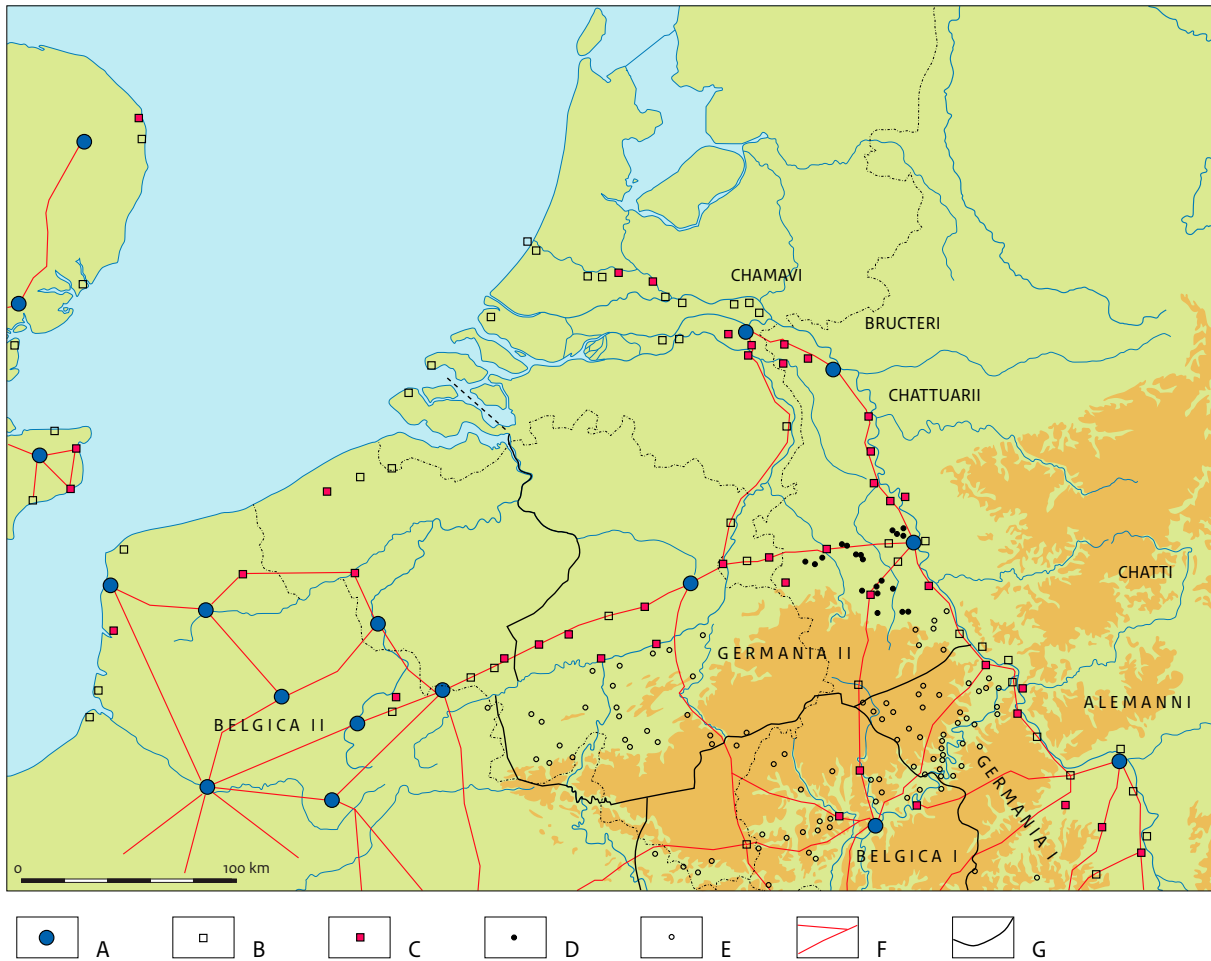 CHAMAVI
BRUCTERI
CHATTUARII
CHATTI
GERMANIA II
ALEMANNI
BELGICA II
GERMANIA I
BELGICA I
0 100 km
A B C D E F G